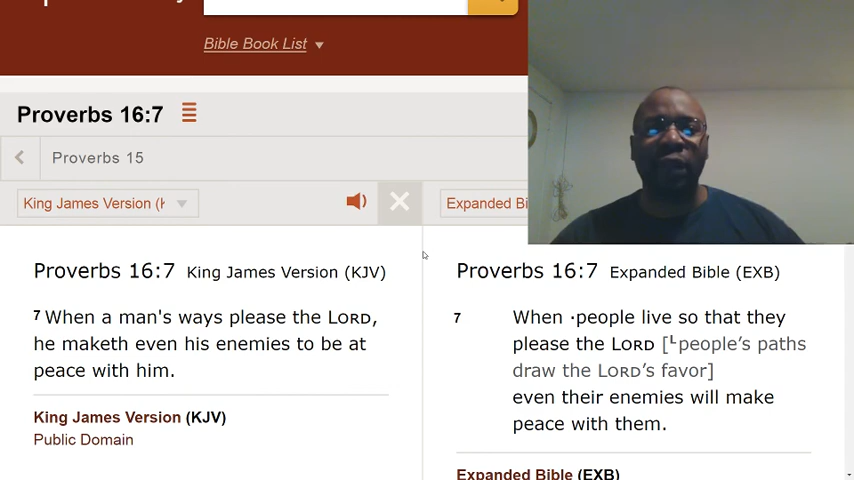 Bible Book List
Proverbs 16:7
Proverbs 15
King James Version (
Expanded Bi
Proverbs 16:7 King James Version (KJV)
7 When a man's ways please the LORD,
he maketh even his enemies to be at
peace with him.
King James Version (KJV)
Public Domain
Proverbs 16:7 Expanded Bible (EXB)
7 When ·people live so that they
please the LORD [Lpeople's paths
draw the LORD's favor]
even their enemies will make
peace with them.
Expanded Bible (EXB)